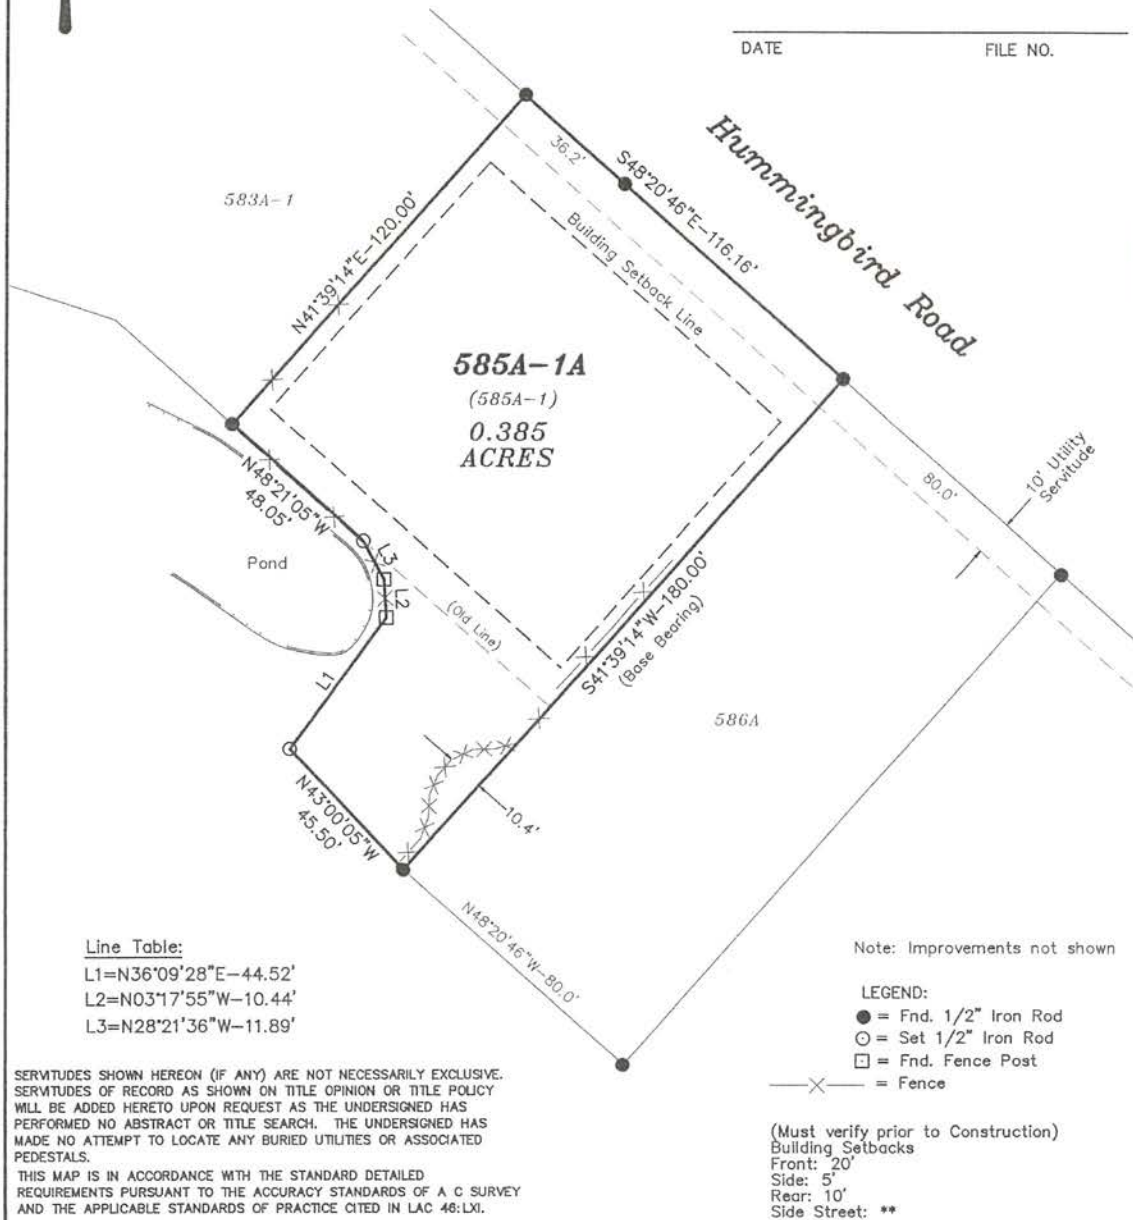 DATE FILE NO.
Hummingbird Road
36.2'
S48°20'46"E-116.16'
583A-1
N41°39'14"E-120.00'
Building Setback Line
585A-1A
(585A-1)
0.385
ACRES
10' Utility
Servitude
80.0'
N48°21'05"W
48.05'
Pond
L3
L2
(Old Line)
L1
S41°39'14"W-180.00'
(Base Bearing)
586A
10.4'
N43°00'05"W
45.50'
N48°20'46"W-80.0'
Line Table:
L1=N36°09'28"E-44.52'
L2=N03°17'55"W-10.44'
L3=N28°21'36"W-11.89'
Note: Improvements not shown
LEGEND:
= Fnd. 1/2" Iron Rod
= Set 1/2" Iron Rod
= Fnd. Fence Post
= Fence
SERVITUDES SHOWN HEREON (IF ANY) ARE NOT NECESSARILY EXCLUSIVE.
SERVITUDES OF RECORD AS SHOWN ON TITLE OPINION OR TITLE POLICY
WILL BE ADDED HERETO UPON REQUEST AS THE UNDERSIGNED HAS
PERFORMED NO ABSTRACT OR TITLE SEARCH. THE UNDERSIGNED HAS
MADE NO ATTEMPT TO LOCATE ANY BURIED UTILITIES OR ASSOCIATED
PEDESTALS.
THIS MAP IS IN ACCORDANCE WITH THE STANDARD DETAILED
REQUIREMENTS PURSUANT TO THE ACCURACY STANDARDS OF A C SURVEY
AND THE APPLICABLE STANDARDS OF PRACTICE CITED IN LAC 46:LXI.
(Must verify prior to Construction)
Building Setbacks
Front: 20'
Side: 5'
Rear: 10'
Side Street: **